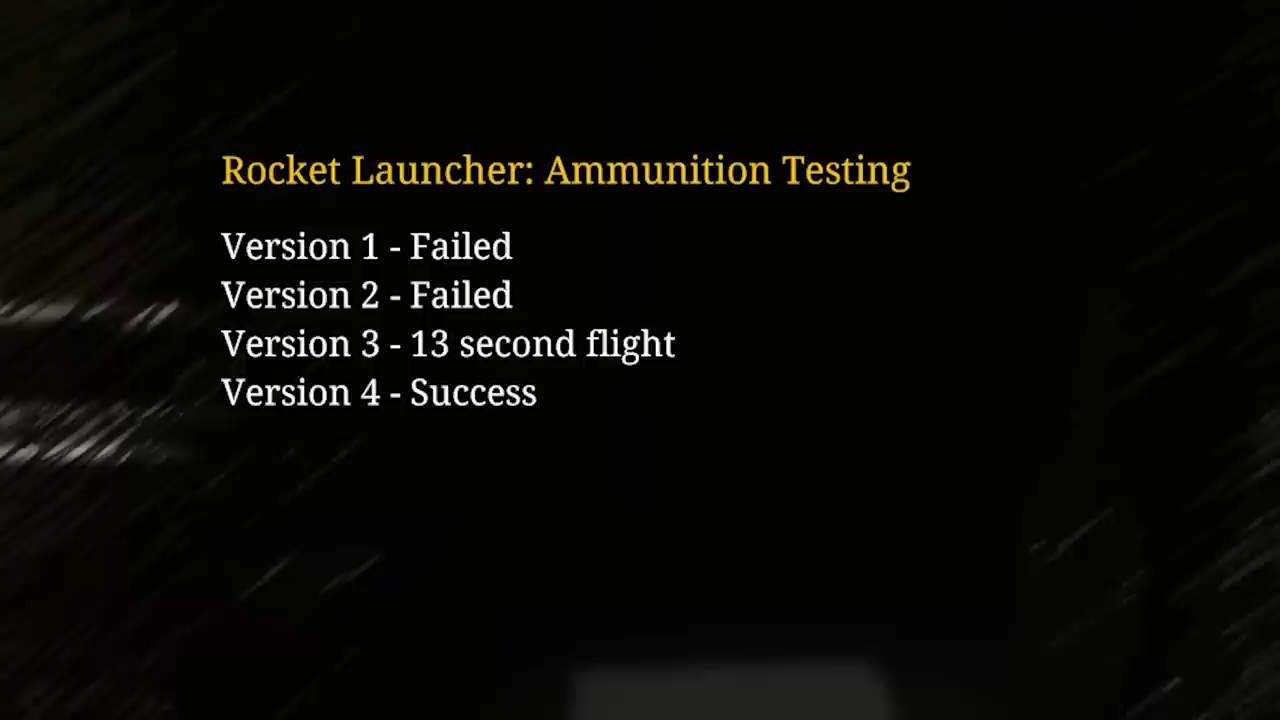 Rocket Launcher: Ammunition Testing
Version 1 - Failed
Version 2 - Failed
Version 3 - 13 second flight
Version 4 - Success